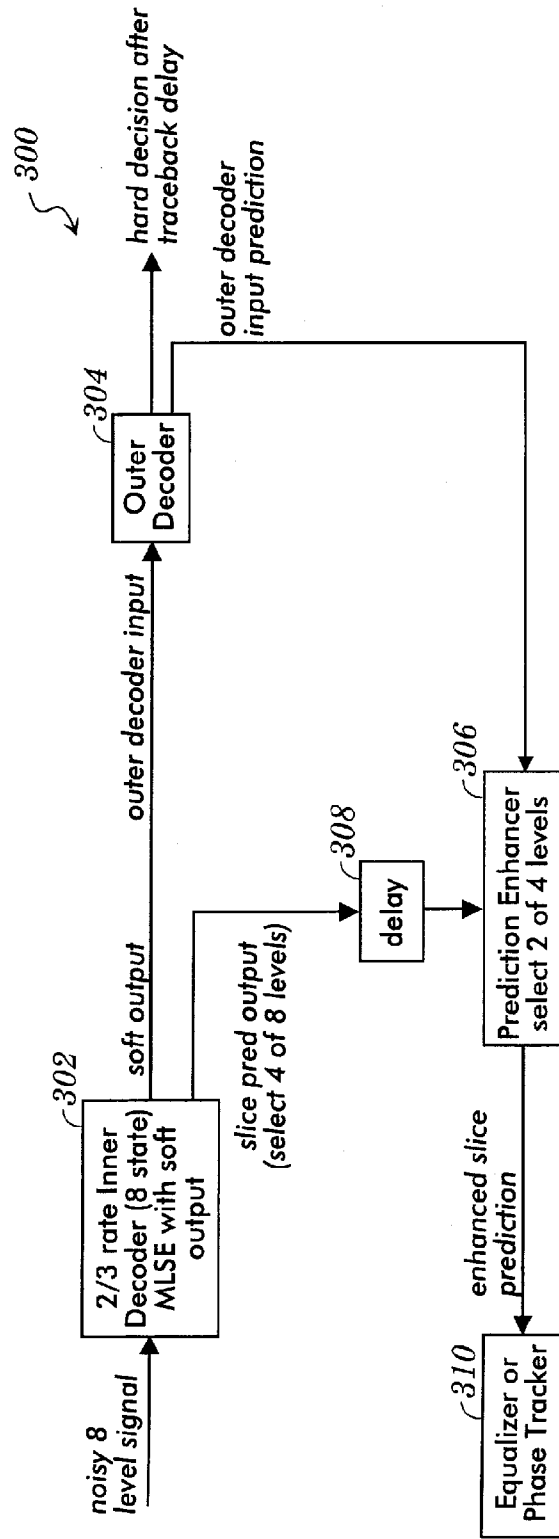 300
noisy 8
level signal
302
2/3 rate Inner
Decoder (8 state)
MLSE with soft
output
soft output
outer decoder input
304
Outer
Decoder
hard decision after
traceback delay
outer decoder
input prediction
slice pred output
(select 4 of 8 levels)
308
delay
306
Prediction Enhancer
select 2 of 4 levels
enhanced slice
prediction
310
Equalizer or
Phase Tracker